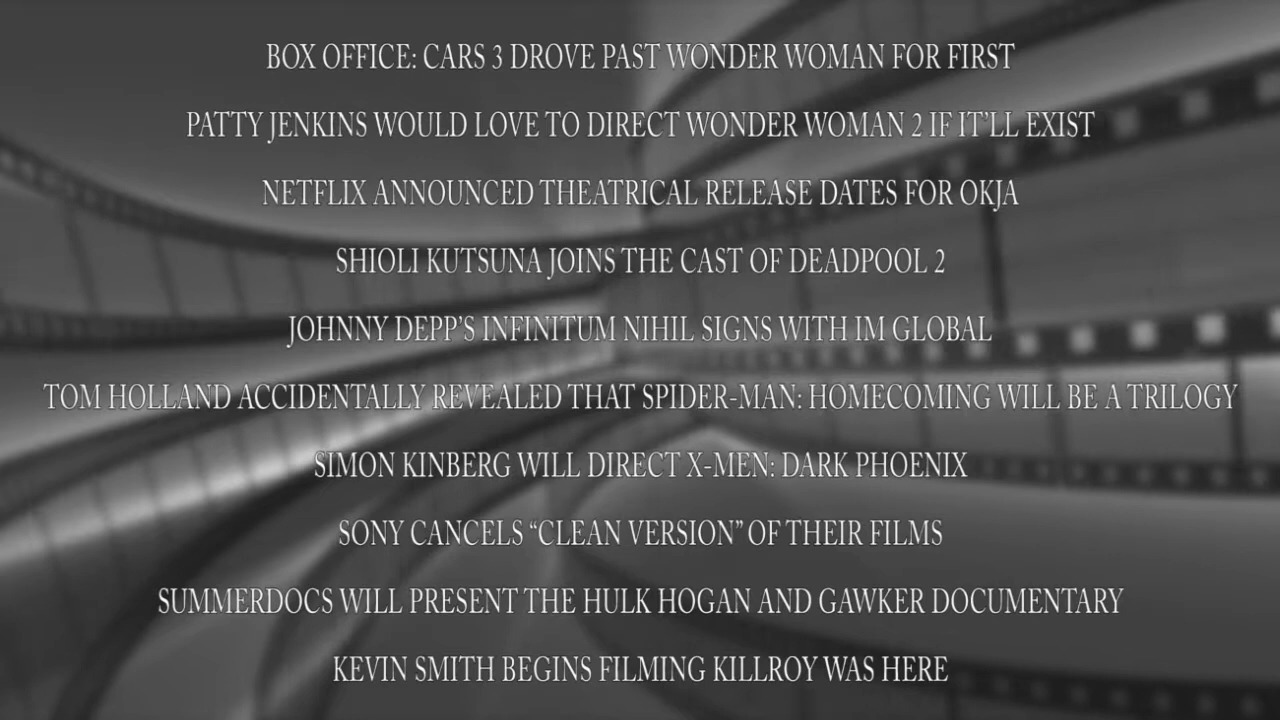 BOX OFFICE: CARS 3 DROVE PAST WONDER WOMAN FOR FIRST
PATTY JENKINS WOULD LOVE TO DIRECT WONDER WOMAN 2 IF IT’LL EXIST
NETFLIX ANNOUNCED THEATRICAL RELEASE DATES FOR OKJA
SHIOLI KUTSUNA JOINS THE CAST OF DEADPOOL 2
JOHNNY DEPP’S INFINITUM NIHIL SIGNS WITH IM GLOBAL
TOM HOLLAND ACCIDENTALLY REVEALED THAT SPIDER-MAN: HOMECOMING WILL BE A TRILOGY
SIMON KINBERG WILL DIRECT X-MEN: DARK PHOENIX
SONY CANCELS “CLEAN VERSION” OF THEIR FILMS
SUMMERDOCS WILL PRESENT THE HULK HOGAN AND GAWKER DOCUMENTARY
KEVIN SMITH BEGINS FILMING KILLROY WAS HERE